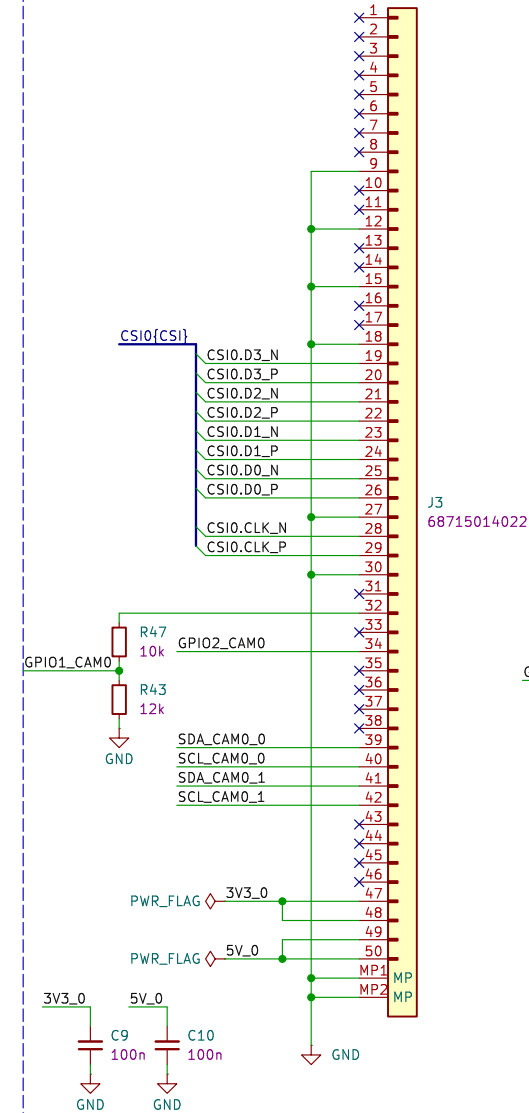 1
2
3
4
5
6
7
8
9
10
11
12
13
14
15
16
17
CSI0{CSI}
18
CSI0.D3_N 19
CSI0.D3_P 20
CSI0.D2_N 21
CSI0.D2_P 22
CSI0.D1_N 23
CSI0.D1_P 24
CSI0.D0_N 25
CSI0.D0_P 26
J3
27
68715014022
CSI0.CLK_N 28
CSI0.CLK_P 29
30
31
32
R47
33
10k
GPIO2_CAM0 34
GPIO1_CAM0
35
R43
36
12k
37
38
SDA_CAM0_0 39
GND
SCL_CAM0_0 40
SDA_CAM0_1 41
SCL_CAM0_1 42
43
44
45
46
PWR_FLAG 3V3_0 47
48
49
PWR_FLAG 5V_0 50
MP1 MP
MP2 MP
3V3_0 5V_0
C9 C10
100n 100n
GND
GND GND